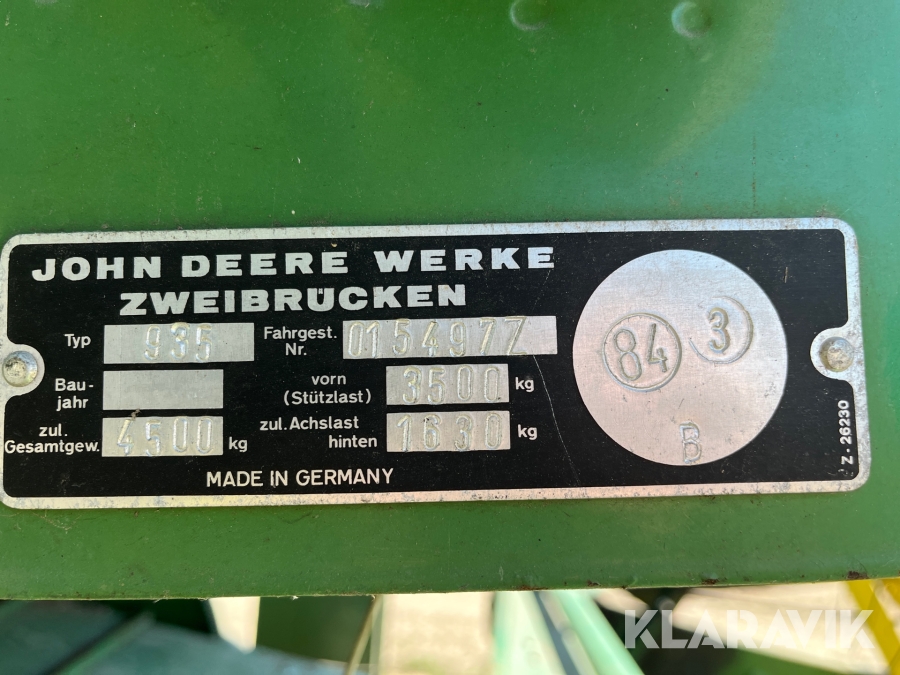 JOHN DEERE WERKE
ZWEIBRÜCKEN
Typ 935 Fahrgest. Nr. 015497Z
Bau-jahr
vorn (Stützlast) 3500 kg
zul. Gesamtgew. 4500 kg
zul. Achslast hinten 1630 kg
MADE IN GERMANY
84 3
B
Z. 26230
KLARAVIK